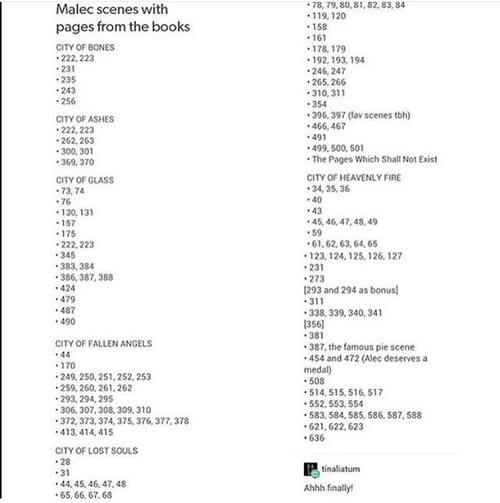 Malec scenes with
pages from the books
CITY OF BONES
• 222, 223
• 231
• 235
• 243
• 256
CITY OF ASHES
• 222, 223
• 262, 263
• 300, 301
• 369, 370
CITY OF GLASS
• 73, 74
• 76
• 130, 131
• 157
• 175
• 222, 223
• 345
• 383, 384
• 386, 387, 388
• 424
• 479
• 487
• 490
CITY OF FALLEN ANGELS
• 44
• 170
• 249, 250, 251, 252, 253
• 259, 260, 261, 262
• 293, 294, 295
• 306, 307, 308, 309, 310
• 372, 373, 374, 375, 376, 377, 378
• 413, 414, 415
CITY OF LOST SOULS
• 28
• 31
• 44, 45, 46, 47, 48
• 65, 66, 67, 68
• 78, 79, 80, 81, 82, 83, 84
• 119, 120
• 158
• 161
• 178, 179
• 192, 193, 194
• 246, 247
• 265, 266
• 310, 311
• 354
• 396, 397 (fav scenes tbh)
• 466, 467
• 491
• 499, 500, 501
• The Pages Which Shall Not Exist
CITY OF HEAVENLY FIRE
• 34, 35, 36
• 40
• 43
• 45, 46, 47, 48, 49
• 59
• 61, 62, 63, 64, 65
• 123, 124, 125, 126, 127
• 231
• 273
[293 and 294 as bonus]
• 311
• 338, 339, 340, 341
[356]
• 381
• 387, the famous pie scene
• 454 and 472 (Alec deserves a
medal)
• 508
• 514, 515, 516, 517
• 552, 553, 554
• 583, 584, 585, 586, 587, 588
• 621, 622, 623
• 636
tinaliatum
Ahhh finally!